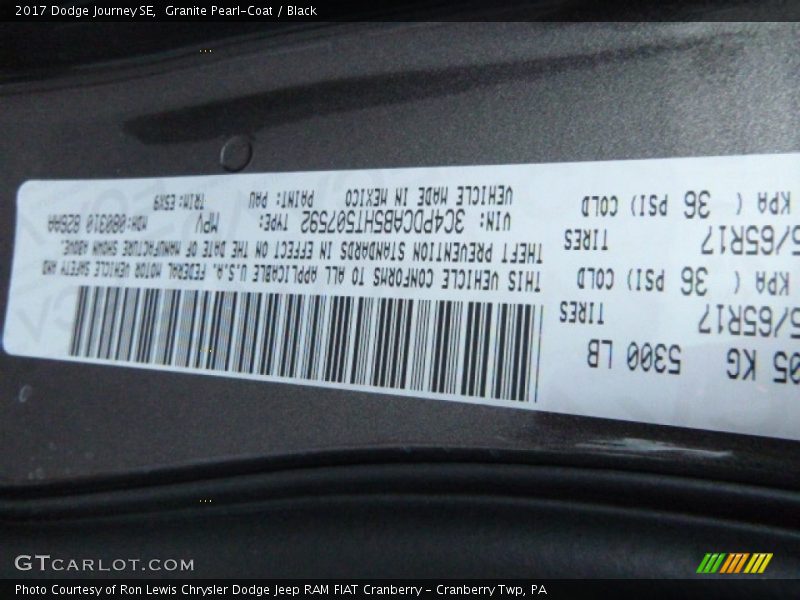 2017 Dodge Journey SE,  Granite Pearl-Coat / Black
05 KG 5300 LB
5/65R17 TIRES
KPA ( 36 PSI) COLD
5/65R17 TIRES
KPA ( 36 PSI) COLD
THIS VEHICLE CONFORMS TO ALL APPLICABLE U.S.A. FEDERAL MOTOR VEHICLE SAFETY AND
THEFT PREVENTION STANDARDS IN EFFECT ON THE DATE OF MANUFACTURE SHOWN ABOVE.
VIN: 3C4PDCAB5HT507592 TYPE: MPV MDH:080310 826AA
VEHICLE MADE IN MEXICO PAINT: PAU TRIM: ESX9
GTCARLOT.COM
Photo Courtesy of Ron Lewis Chrysler Dodge Jeep RAM FIAT Cranberry - Cranberry Twp, PA